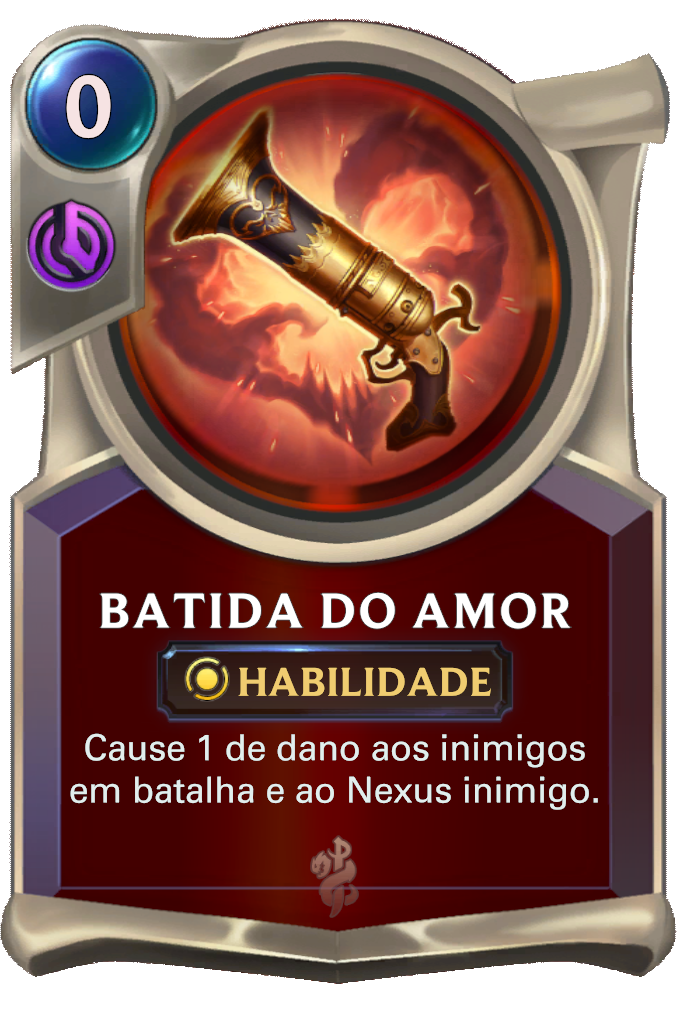 0
BATIDA DO AMOR
HABILIDADE
Cause 1 de dano aos inimigos
em batalha e ao Nexus inimigo.